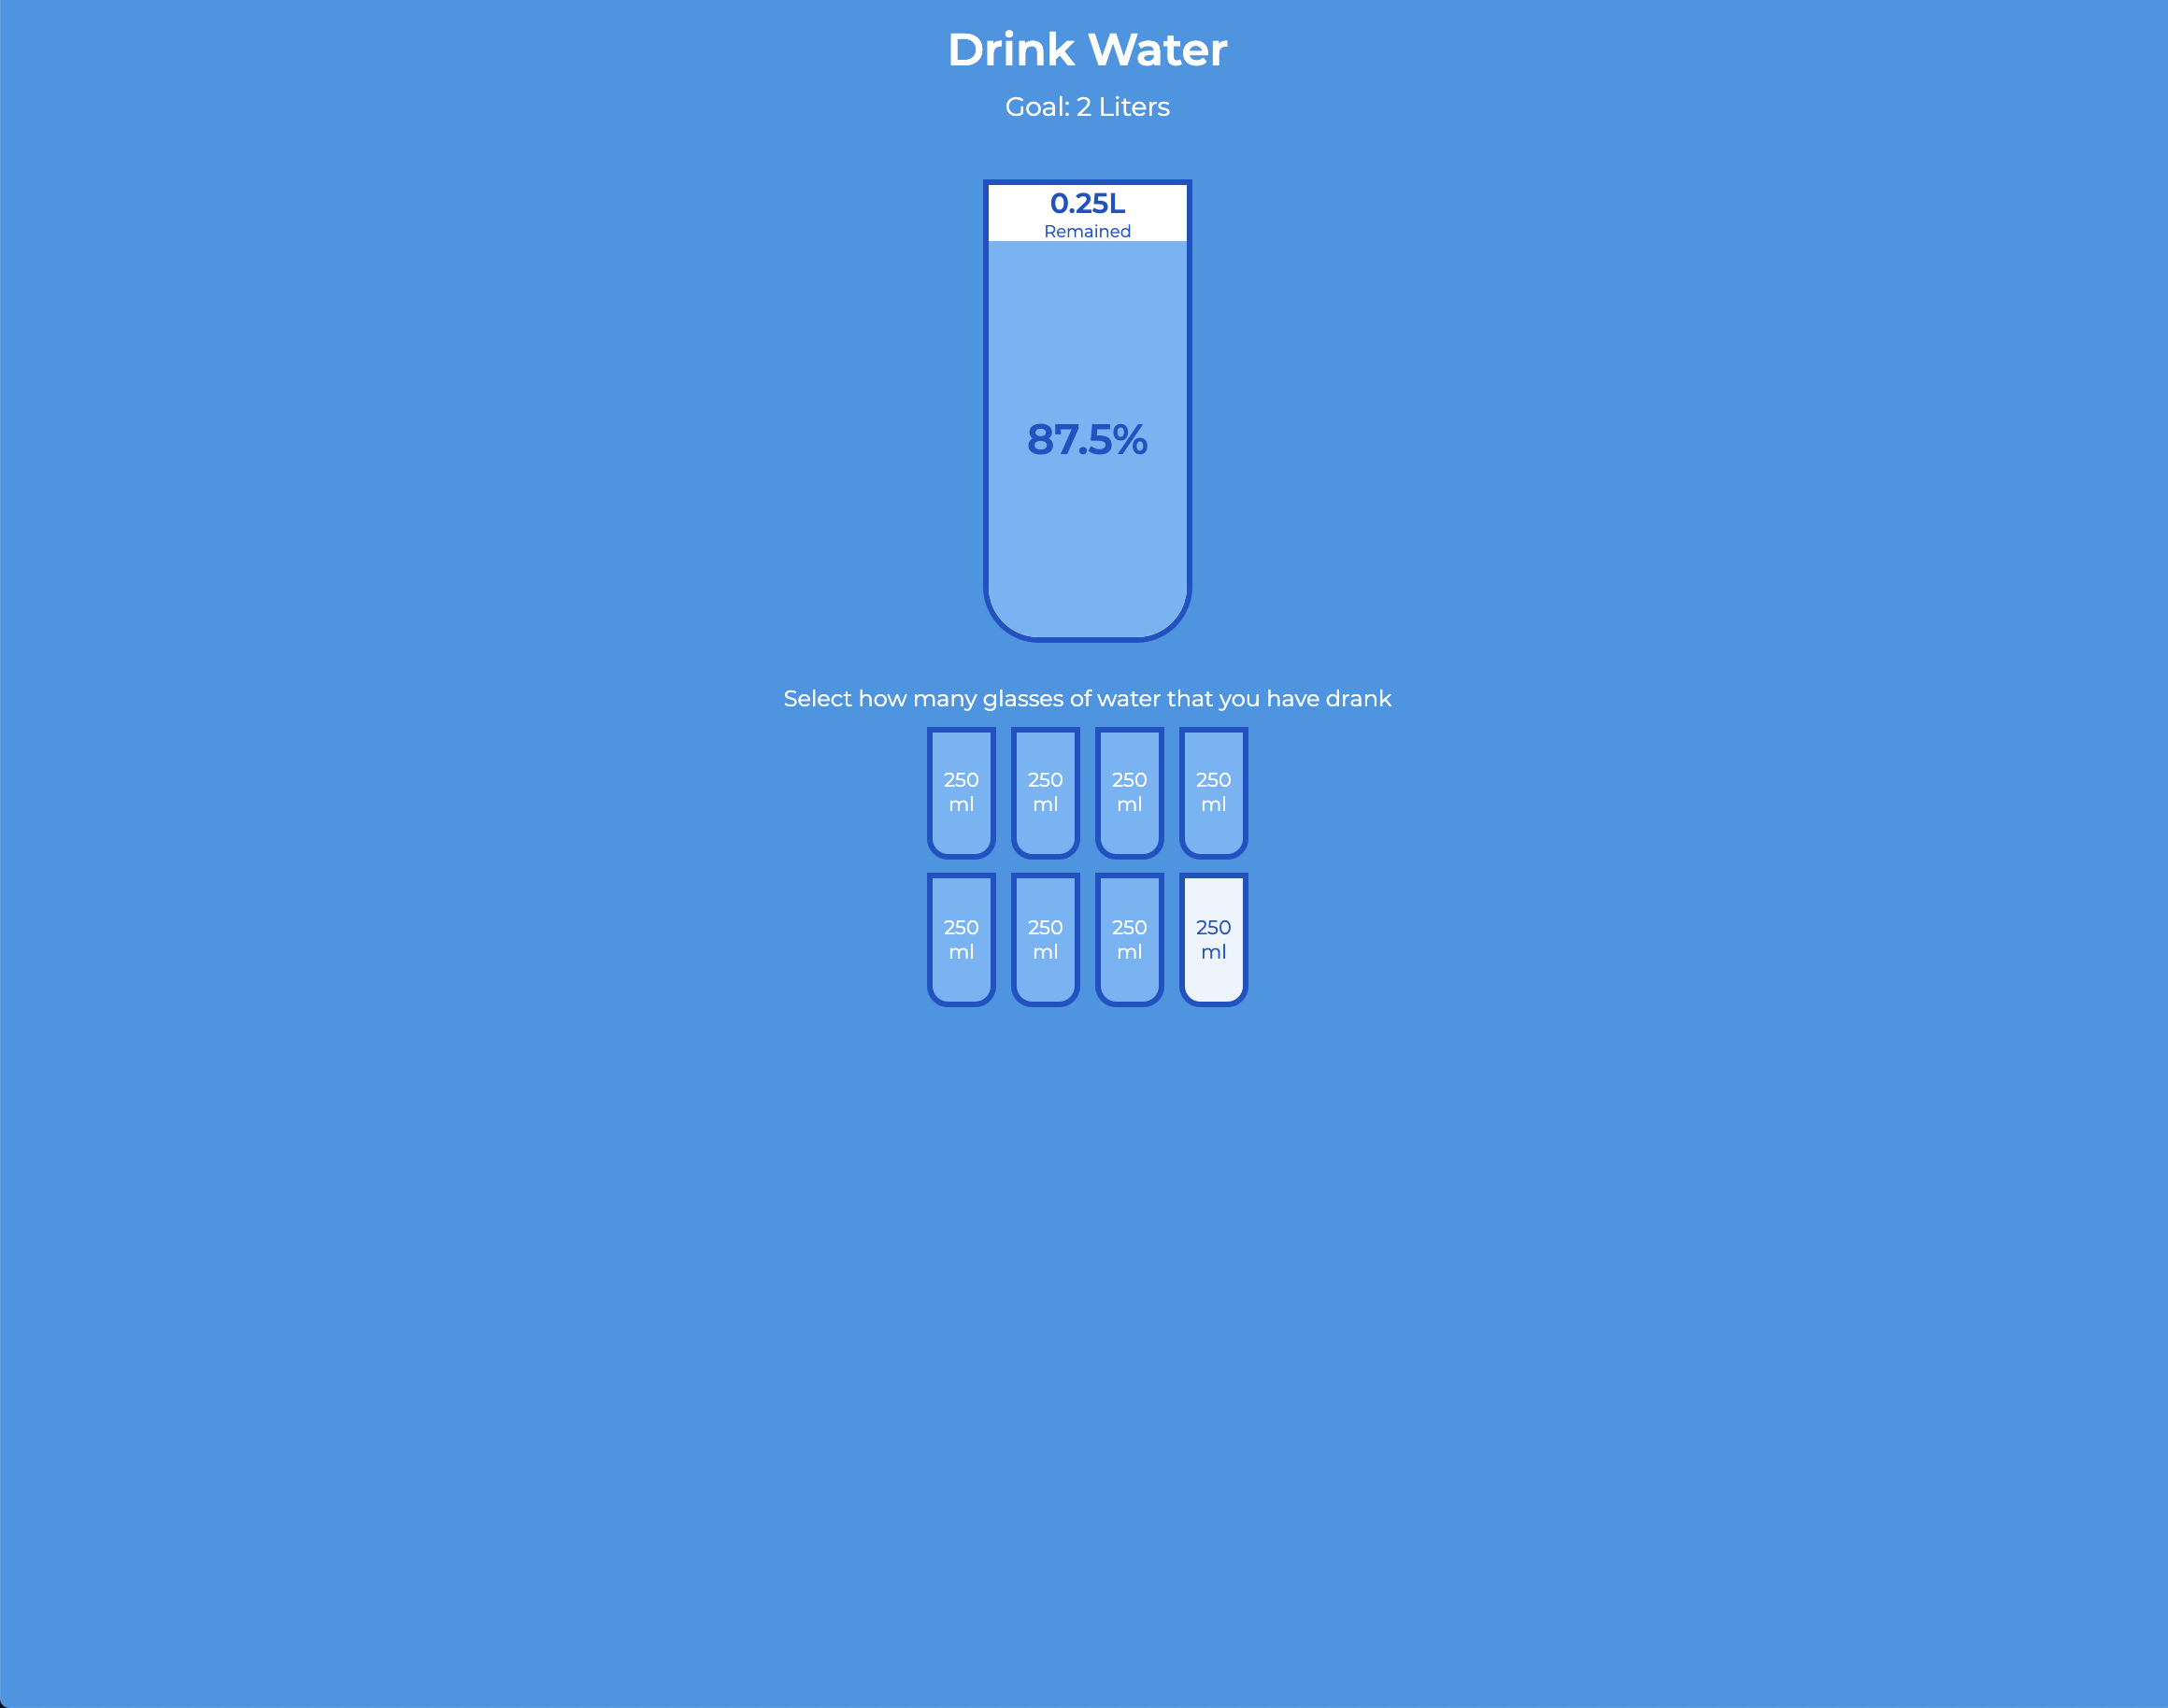 Drink Water
Goal: 2 Liters
0.25L
Remained
87.5%
Select how many glasses of water that you have drank
250 250 250 250
ml ml ml ml
250 250 250 250
ml ml ml ml